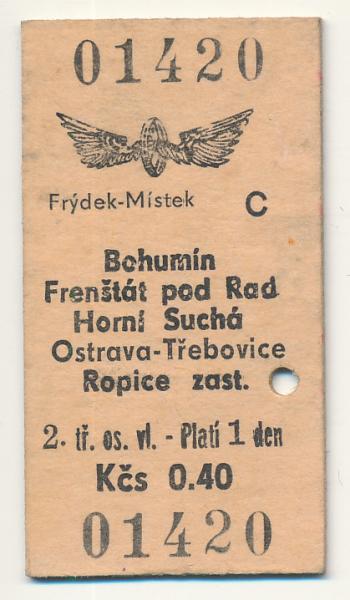 01420
Frýdek-Místek C
Bohumín
Frenštát pod Rad
Horní Suchá
Ostrava-Třebovice
Ropice zast.
2. tř. os. vl. - Platí 1 den
Kčs 0.40
01420